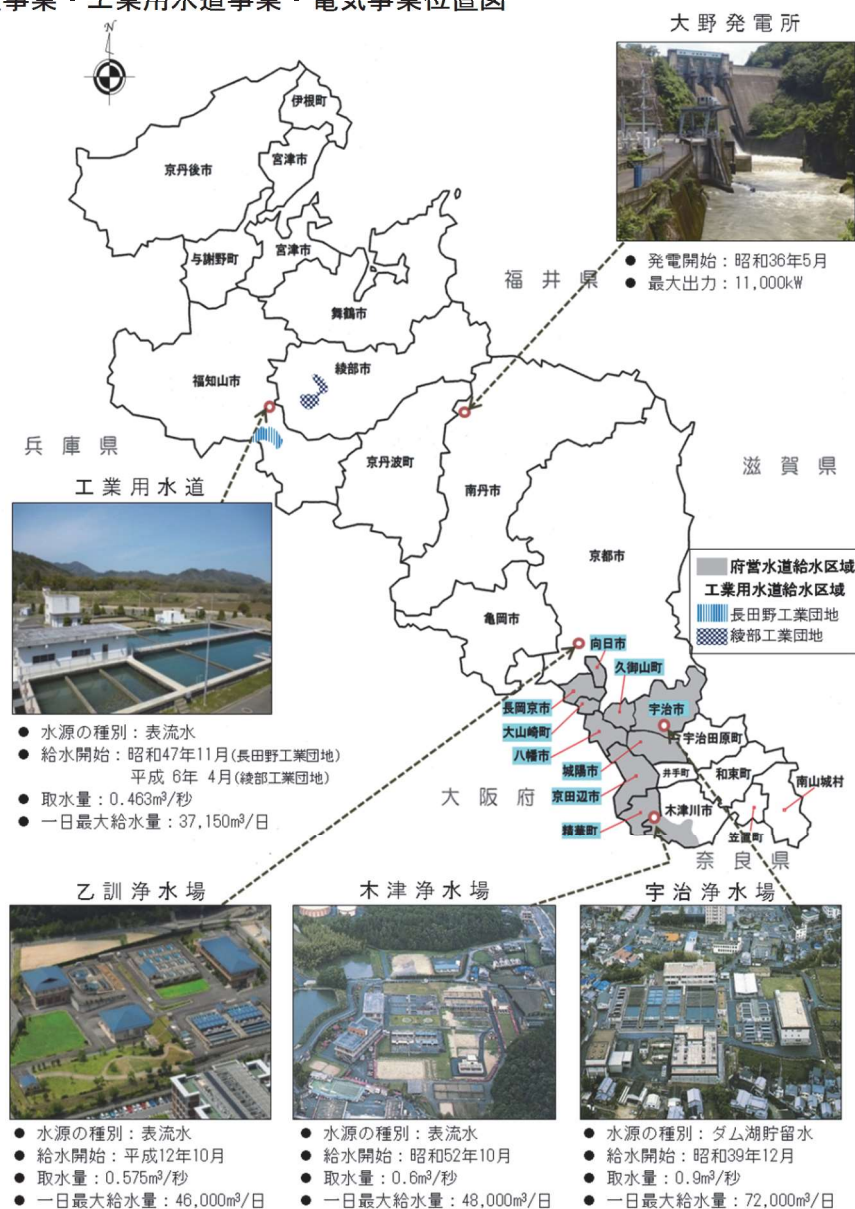 事業・工業用水道事業・電気事業位置図
N
大野発電所
● 発電開始：昭和36年5月
● 最大出力：11,000kW
伊根町
宮津市
京丹後市
与謝野町
宮津市
福井県
舞鶴市
綾部市
福知山市
兵庫県
京丹波町
南丹市
滋賀県
京都市
亀岡市
府営水道給水区域
工業用水道給水区域
長田野工業団地
綾部工業団地
工業用水道
● 水源の種別：表流水
● 給水開始：昭和47年11月(長田野工業団地)
平成 6年 4月(綾部工業団地)
● 取水量：0.463m³/秒
● 一日最大給水量：37,150m³/日
向日市
久御山町
長岡京市
宇治市
大山崎町
八幡市
宇治田原町
城陽市
井手町
和束町
南山城村
大阪府
京田辺市
木津川市
精華町
笠置町
奈良県
乙訓浄水場
● 水源の種別：表流水
● 給水開始：平成12年10月
● 取水量：0.575m³/秒
● 一日最大給水量：46,000m³/日
木津浄水場
● 水源の種別：表流水
● 給水開始：昭和52年10月
● 取水量：0.6m³/秒
● 一日最大給水量：48,000m³/日
宇治浄水場
● 水源の種別：ダム湖貯留水
● 給水開始：昭和39年12月
● 取水量：0.9m³/秒
● 一日最大給水量：72,000m³/日